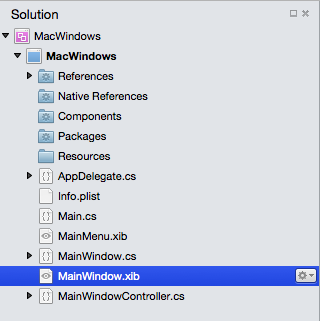 Solution
MacWindows
MacWindows
References
Native References
Components
Packages
Resources
AppDelegate.cs
Info.plist
Main.cs
MainMenu.xib
MainWindow.cs
MainWindow.xib
MainWindowController.cs